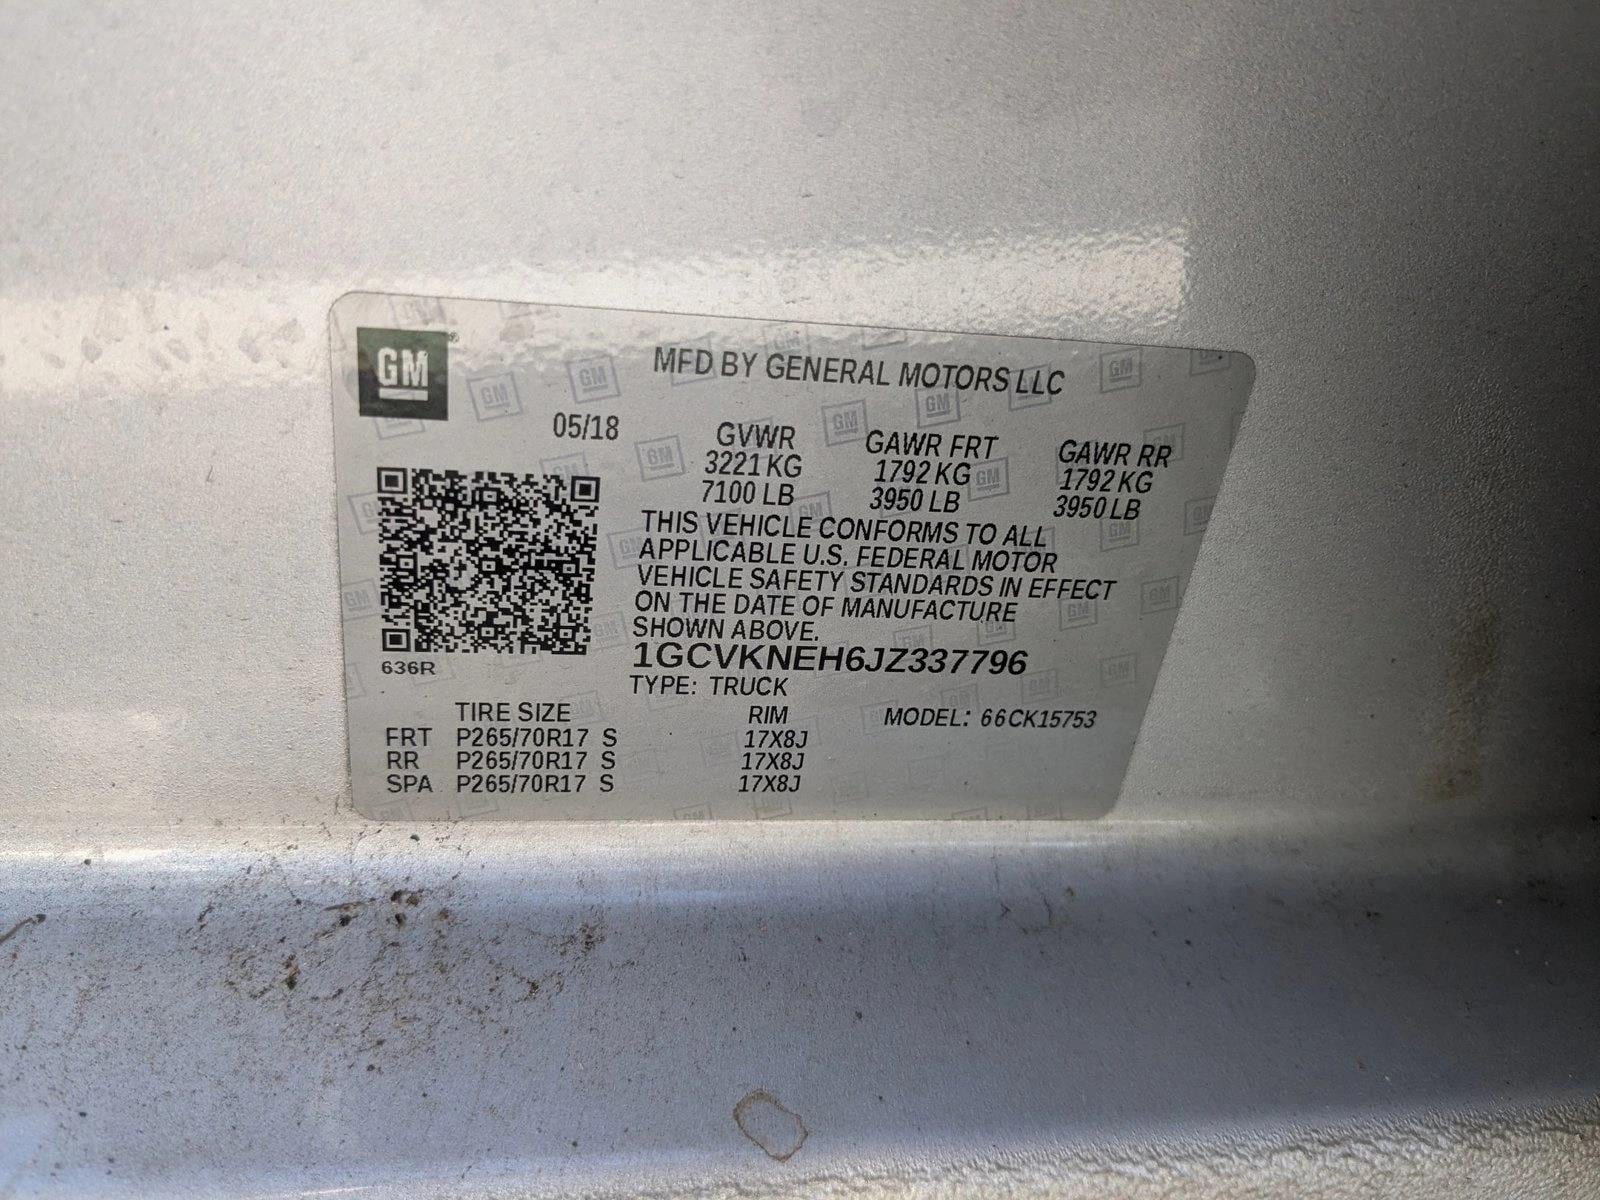 GM
MFD BY GENERAL MOTORS LLC
05/18
GVWR GAWR FRT GAWR RR
3221 KG 1792 KG 1792 KG
7100 LB 3950 LB 3950 LB
THIS VEHICLE CONFORMS TO ALL
APPLICABLE U.S. FEDERAL MOTOR
VEHICLE SAFETY STANDARDS IN EFFECT
ON THE DATE OF MANUFACTURE
SHOWN ABOVE.
1GCVKNEH6JZ337796
636R
TYPE: TRUCK
TIRE SIZE RIM MODEL: 66CK15753
FRT P265/70R17 S 17X8J
RR P265/70R17 S 17X8J
SPA P265/70R17 S 17X8J